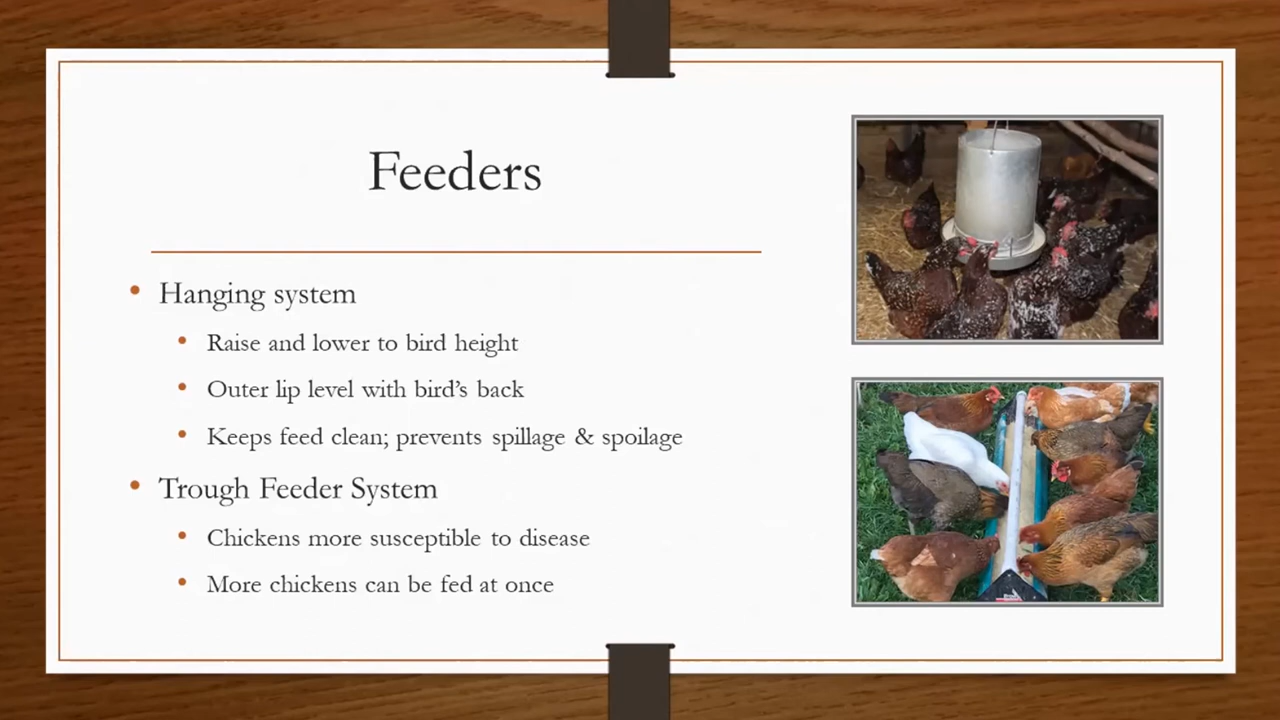 Feeders
Hanging system
Raise and lower to bird height
Outer lip level with bird's back
Keeps feed clean; prevents spillage & spoilage
Trough Feeder System
Chickens more susceptible to disease
More chickens can be fed at once